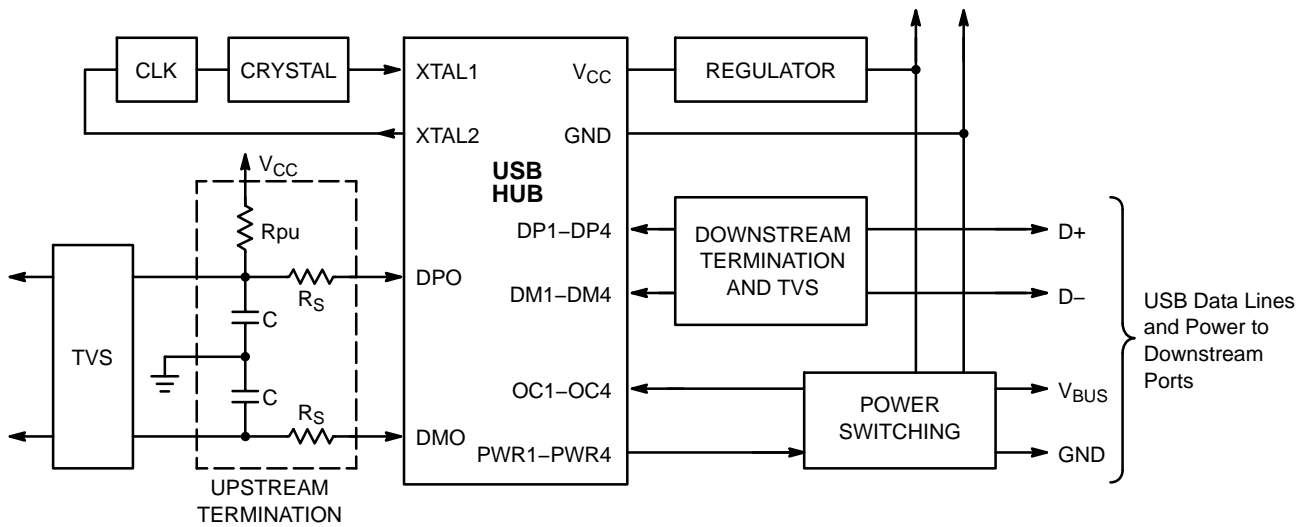 CLK
CRYSTAL
XTAL1
XTAL2
USB
HUB
VCC
GND
REGULATOR
VCC
Rpu
RS
C
C
RS
TVS
UPSTREAM
TERMINATION
DPO
DMO
DP1–DP4
DM1–DM4
OC1–OC4
PWR1–PWR4
DOWNSTREAM
TERMINATION
AND TVS
POWER
SWITCHING
D+
D–
VBUS
GND
USB Data Lines
and Power to
Downstream
Ports